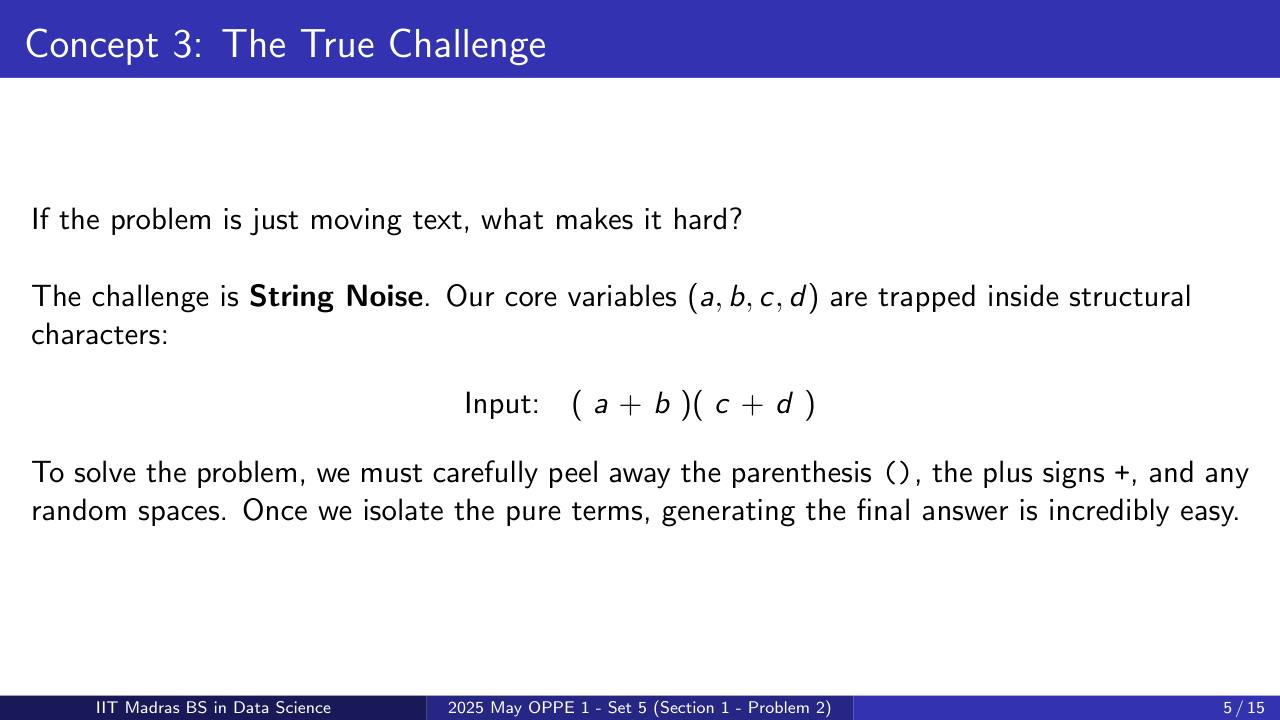 Concept 3: The True Challenge
If the problem is just moving text, what makes it hard?
The challenge is String Noise. Our core variables (a, b, c, d) are trapped inside structural
characters:
Input: ( a + b )( c + d )
To solve the problem, we must carefully peel away the parenthesis (), the plus signs +, and any
random spaces. Once we isolate the pure terms, generating the final answer is incredibly easy.
IIT Madras BS in Data Science
2025 May OPPE 1 - Set 5 (Section 1 - Problem 2)
5 / 15